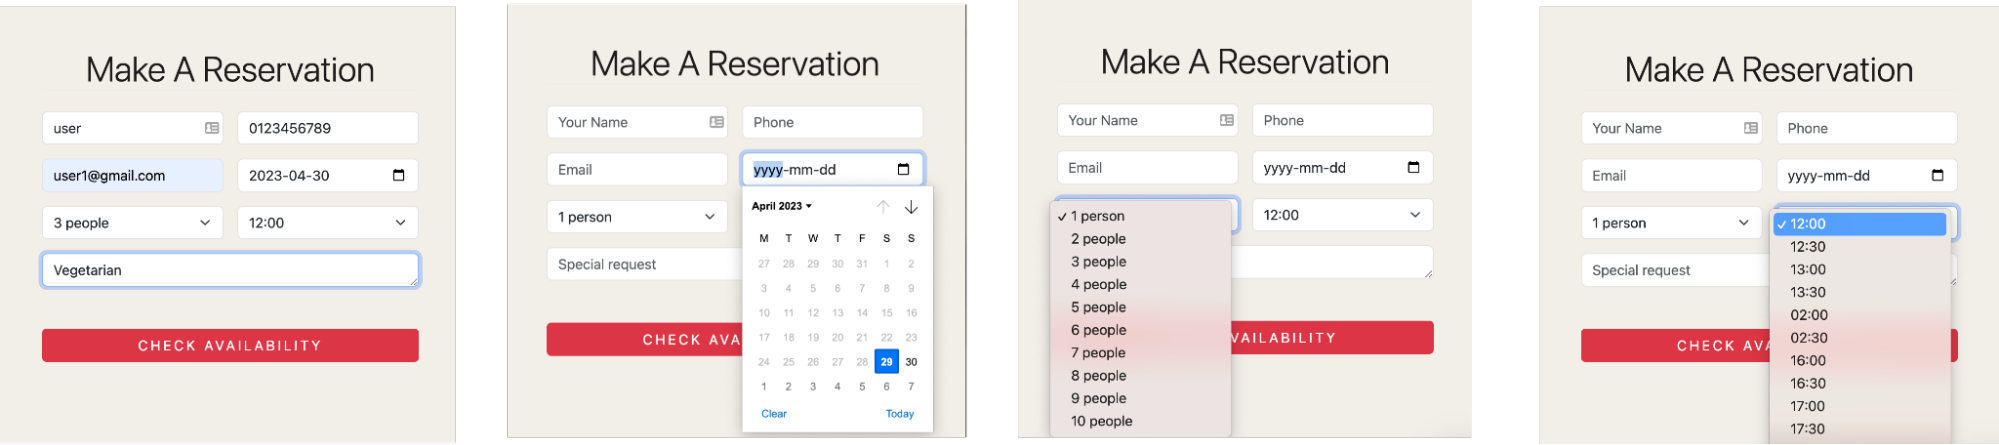 Make A Reservation
user
0123456789
user1@gmail.com
2023-04-30
3 people
12:00
Vegetarian
CHECK AVAILABILITY
Make A Reservation
Your Name
Phone
Email
yyyy-mm-dd
1 person
April 2023
M T W T F S S
27 28 29 30 31 1 2
3 4 5 6 7 8 9
10 11 12 13 14 15 16
17 18 19 20 21 22 23
24 25 26 27 28 29 30
1 2 3 4 5 6 7
Clear Today
Special request
CHECK AVA
Make A Reservation
Your Name
Phone
Email
yyyy-mm-dd
✓ 1 person
2 people
3 people
4 people
5 people
6 people
7 people
8 people
9 people
10 people
12:00
VAILABILITY
Make A Reservation
Your Name
Phone
Email
yyyy-mm-dd
1 person
✓ 12:00
12:30
13:00
13:30
02:00
02:30
16:00
16:30
17:00
17:30
Special request
CHECK AVA